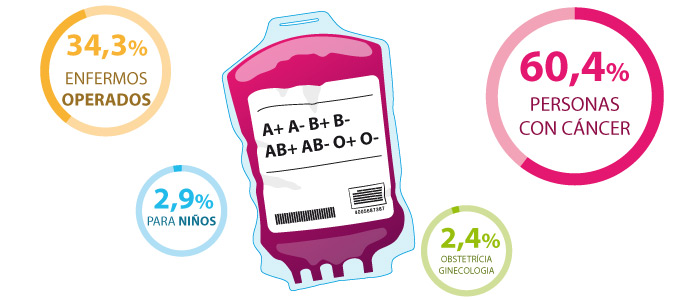 34,3%
ENFERMOS
OPERADOS
60,4%
PERSONAS
CON CÁNCER
A+ A- B+ B-
AB+ AB- O+ O-
2,9%
PARA NIÑOS
2,4%
OBSTETRÍCIA
GINECOLOGIA